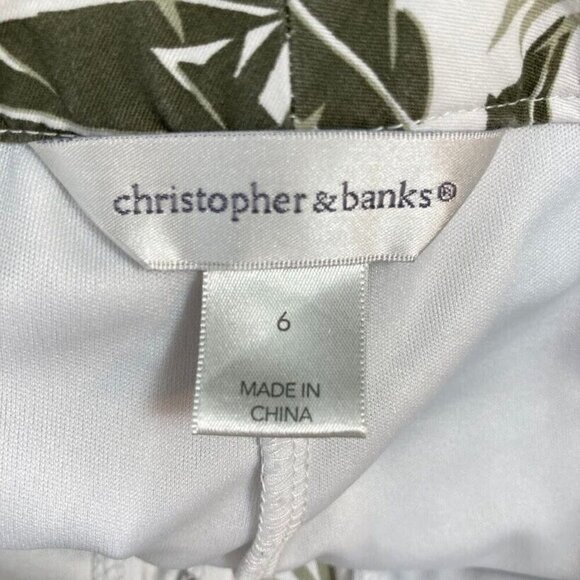 christopher & banks®
6
MADE IN
CHINA